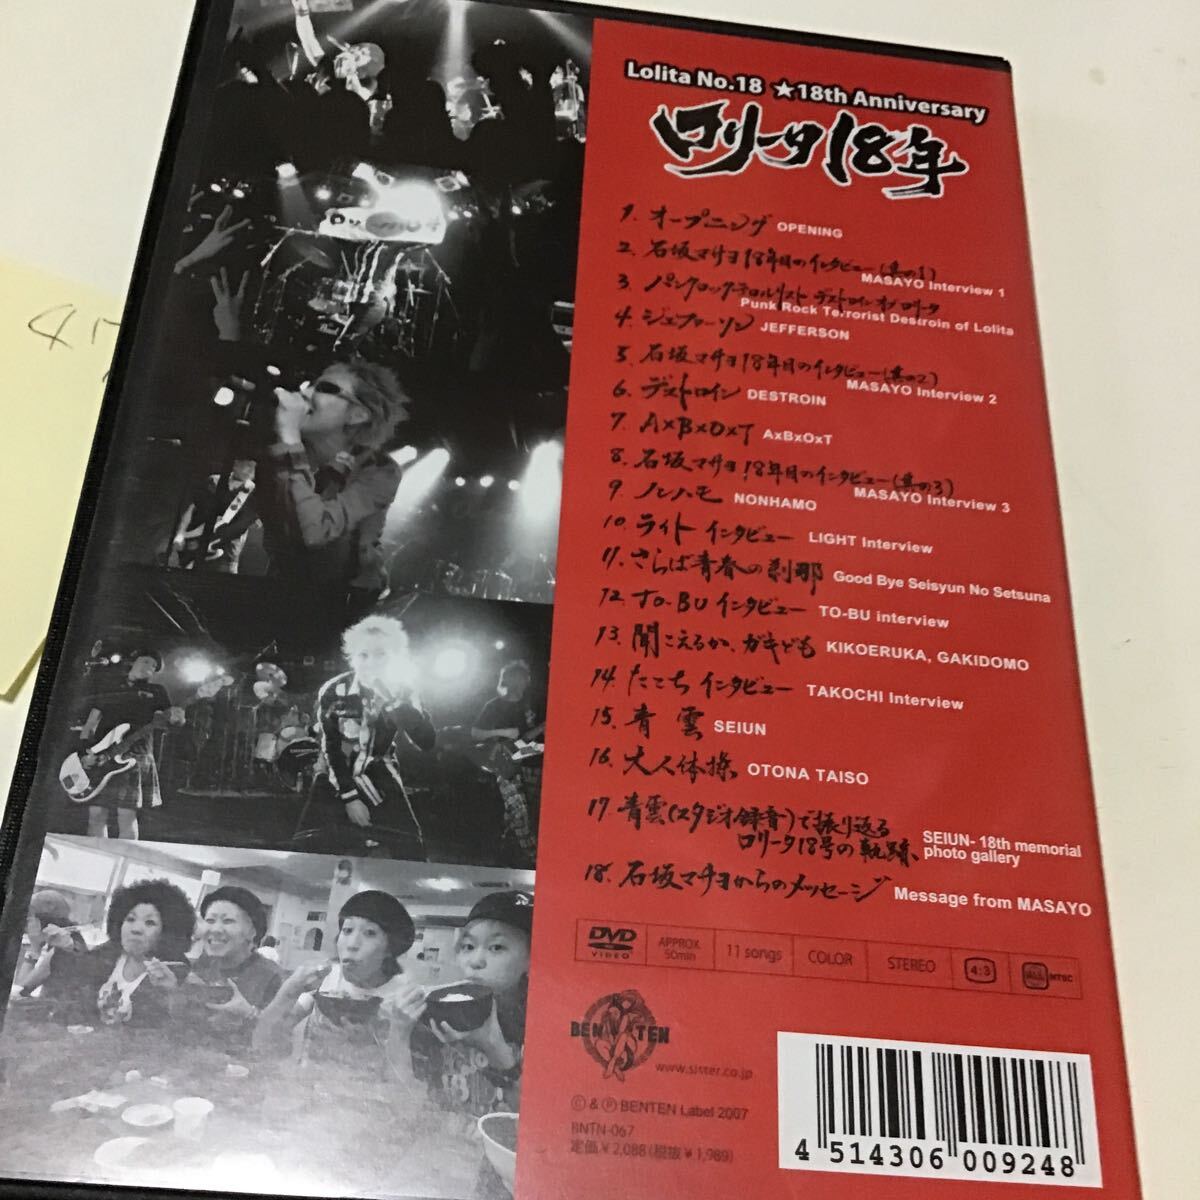 Lolita No.18 ★18th Anniversary
ロリータ18年
1. オープニング OPENING
2. 石坂マサヨ18年目のインタビュー(其の1) MASAYO Interview 1
3. パンクロックテロルリスト デストロイン オブ ロリータ
Punk Rock Terrorist Destroin of Lolita
4. ジェファーソン JEFFERSON
5. 石坂マサヨ18年目のインタビュー(其の2) MASAYO Interview 2
6. デストロイン DESTROIN
7. A×B×O×T AxBxOxT
8. 石坂マサヨ18年目のインタビュー(其の3) MASAYO Interview 3
9. ノンハモ NONHAMO
10. ライト インタビュー LIGHT Interview
11. さらば青春の刹那 Good Bye Seisyun No Setsuna
12. TO-BU インタビュー TO-BU interview
13. 聞こえるか、ガキども KIKOERUKA, GAKIDOMO
14. たこち インタビュー TAKOCHI Interview
15. 青雲 SEIUN
16. 大人体操 OTONA TAISO
17. 青雲(スタジオ録音)で振り返る
ロリータ18号の軌跡、
SEIUN- 18th memorial
photo gallery
18. 石坂マサヨからのメッセージ Message from MASAYO
DVD VIDEO
APPROX 50min
11 songs
COLOR
STEREO
4:3
NTSC
BENTEN
www.sister.co.jp
© & Ⓟ BENTEN Label 2007
BNTN-067
定価￥2,088(税抜￥1,989)
4 514306 009248